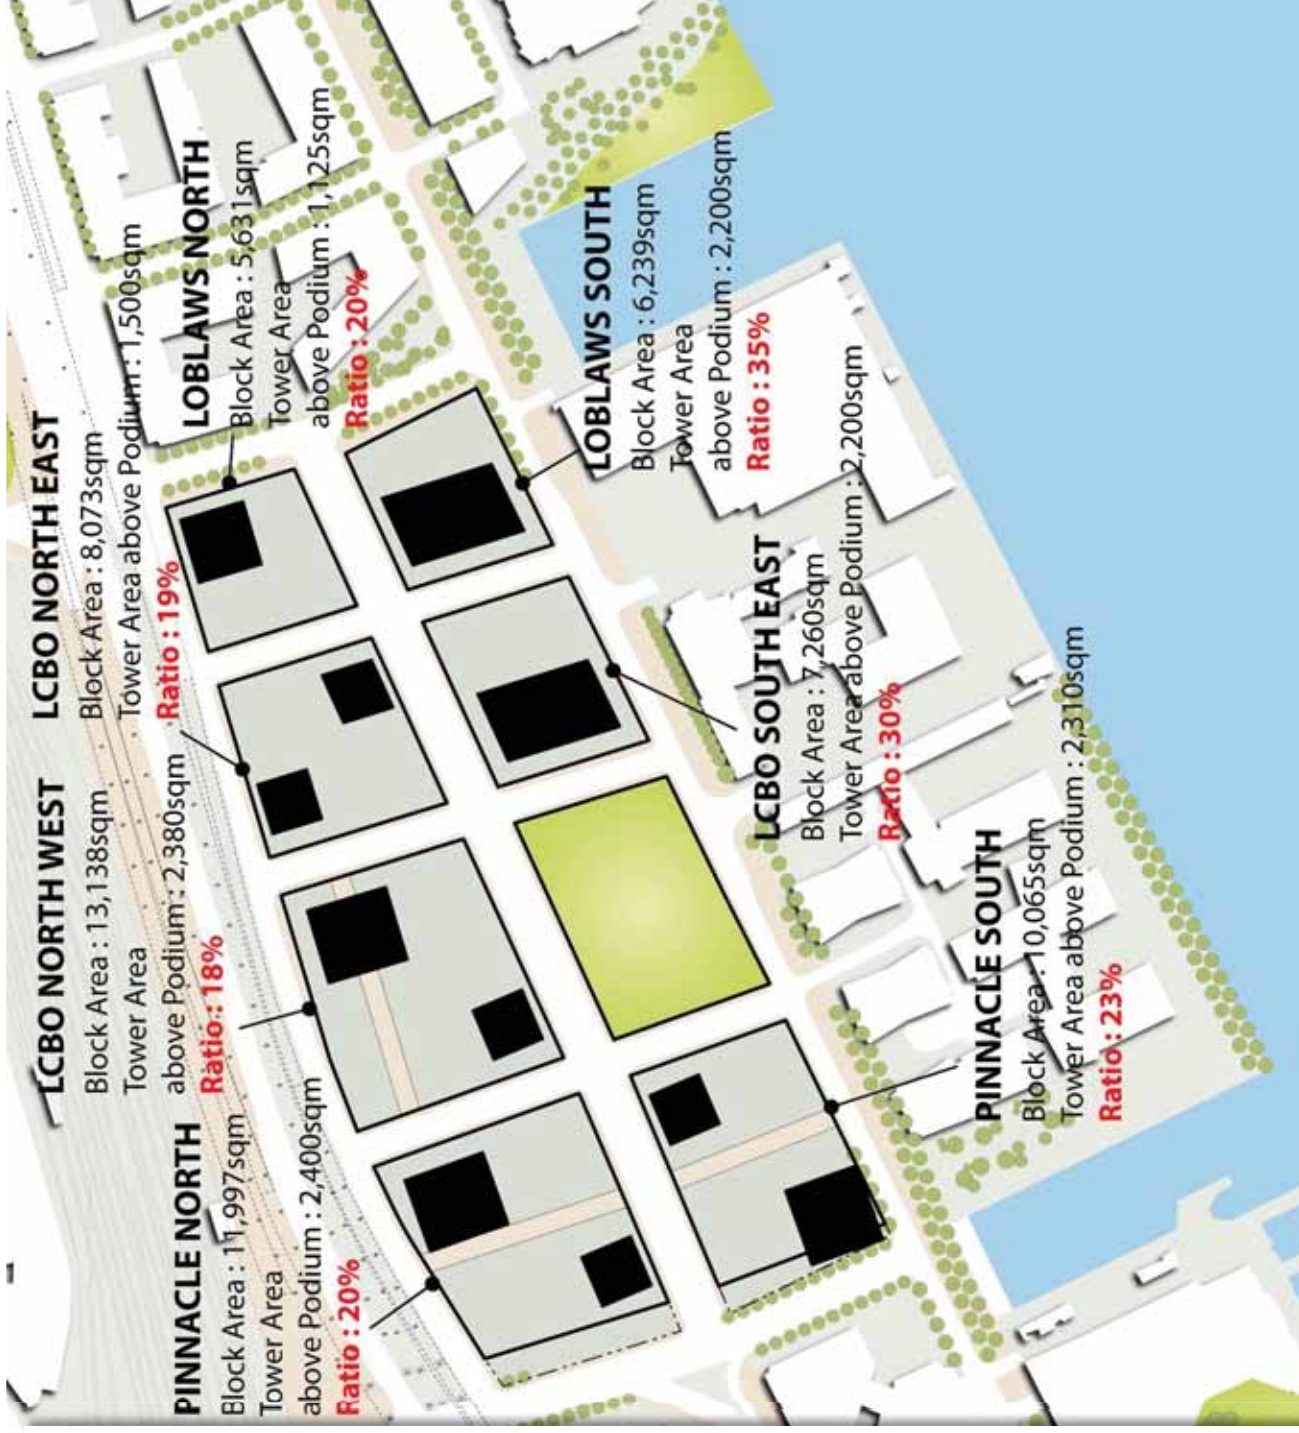 PINNACLE NORTH
Block Area : 11,997sqm
Tower Area
above Podium : 2,400sqm
Ratio : 20%
LCBO NORTH WEST
Block Area : 13,138sqm
Tower Area
above Podium : 2,380sqm
Ratio : 18%
LCBO NORTH EAST
Block Area : 8,073sqm
Tower Area above Podium : 1,500sqm
Ratio : 19%
LOBLAWS NORTH
Block Area : 5,631sqm
Tower Area
above Podium : 1,125sqm
Ratio : 20%
LOBLAWS SOUTH
Block Area : 6,239sqm
Tower Area
above Podium : 2,200sqm
Ratio : 35%
LCBO SOUTH EAST
Block Area : 7,260sqm
Tower Area above Podium : 2,200sqm
Ratio : 30%
PINNACLE SOUTH
Block Area : 10,065sqm
Tower Area above Podium : 2,310sqm
Ratio : 23%